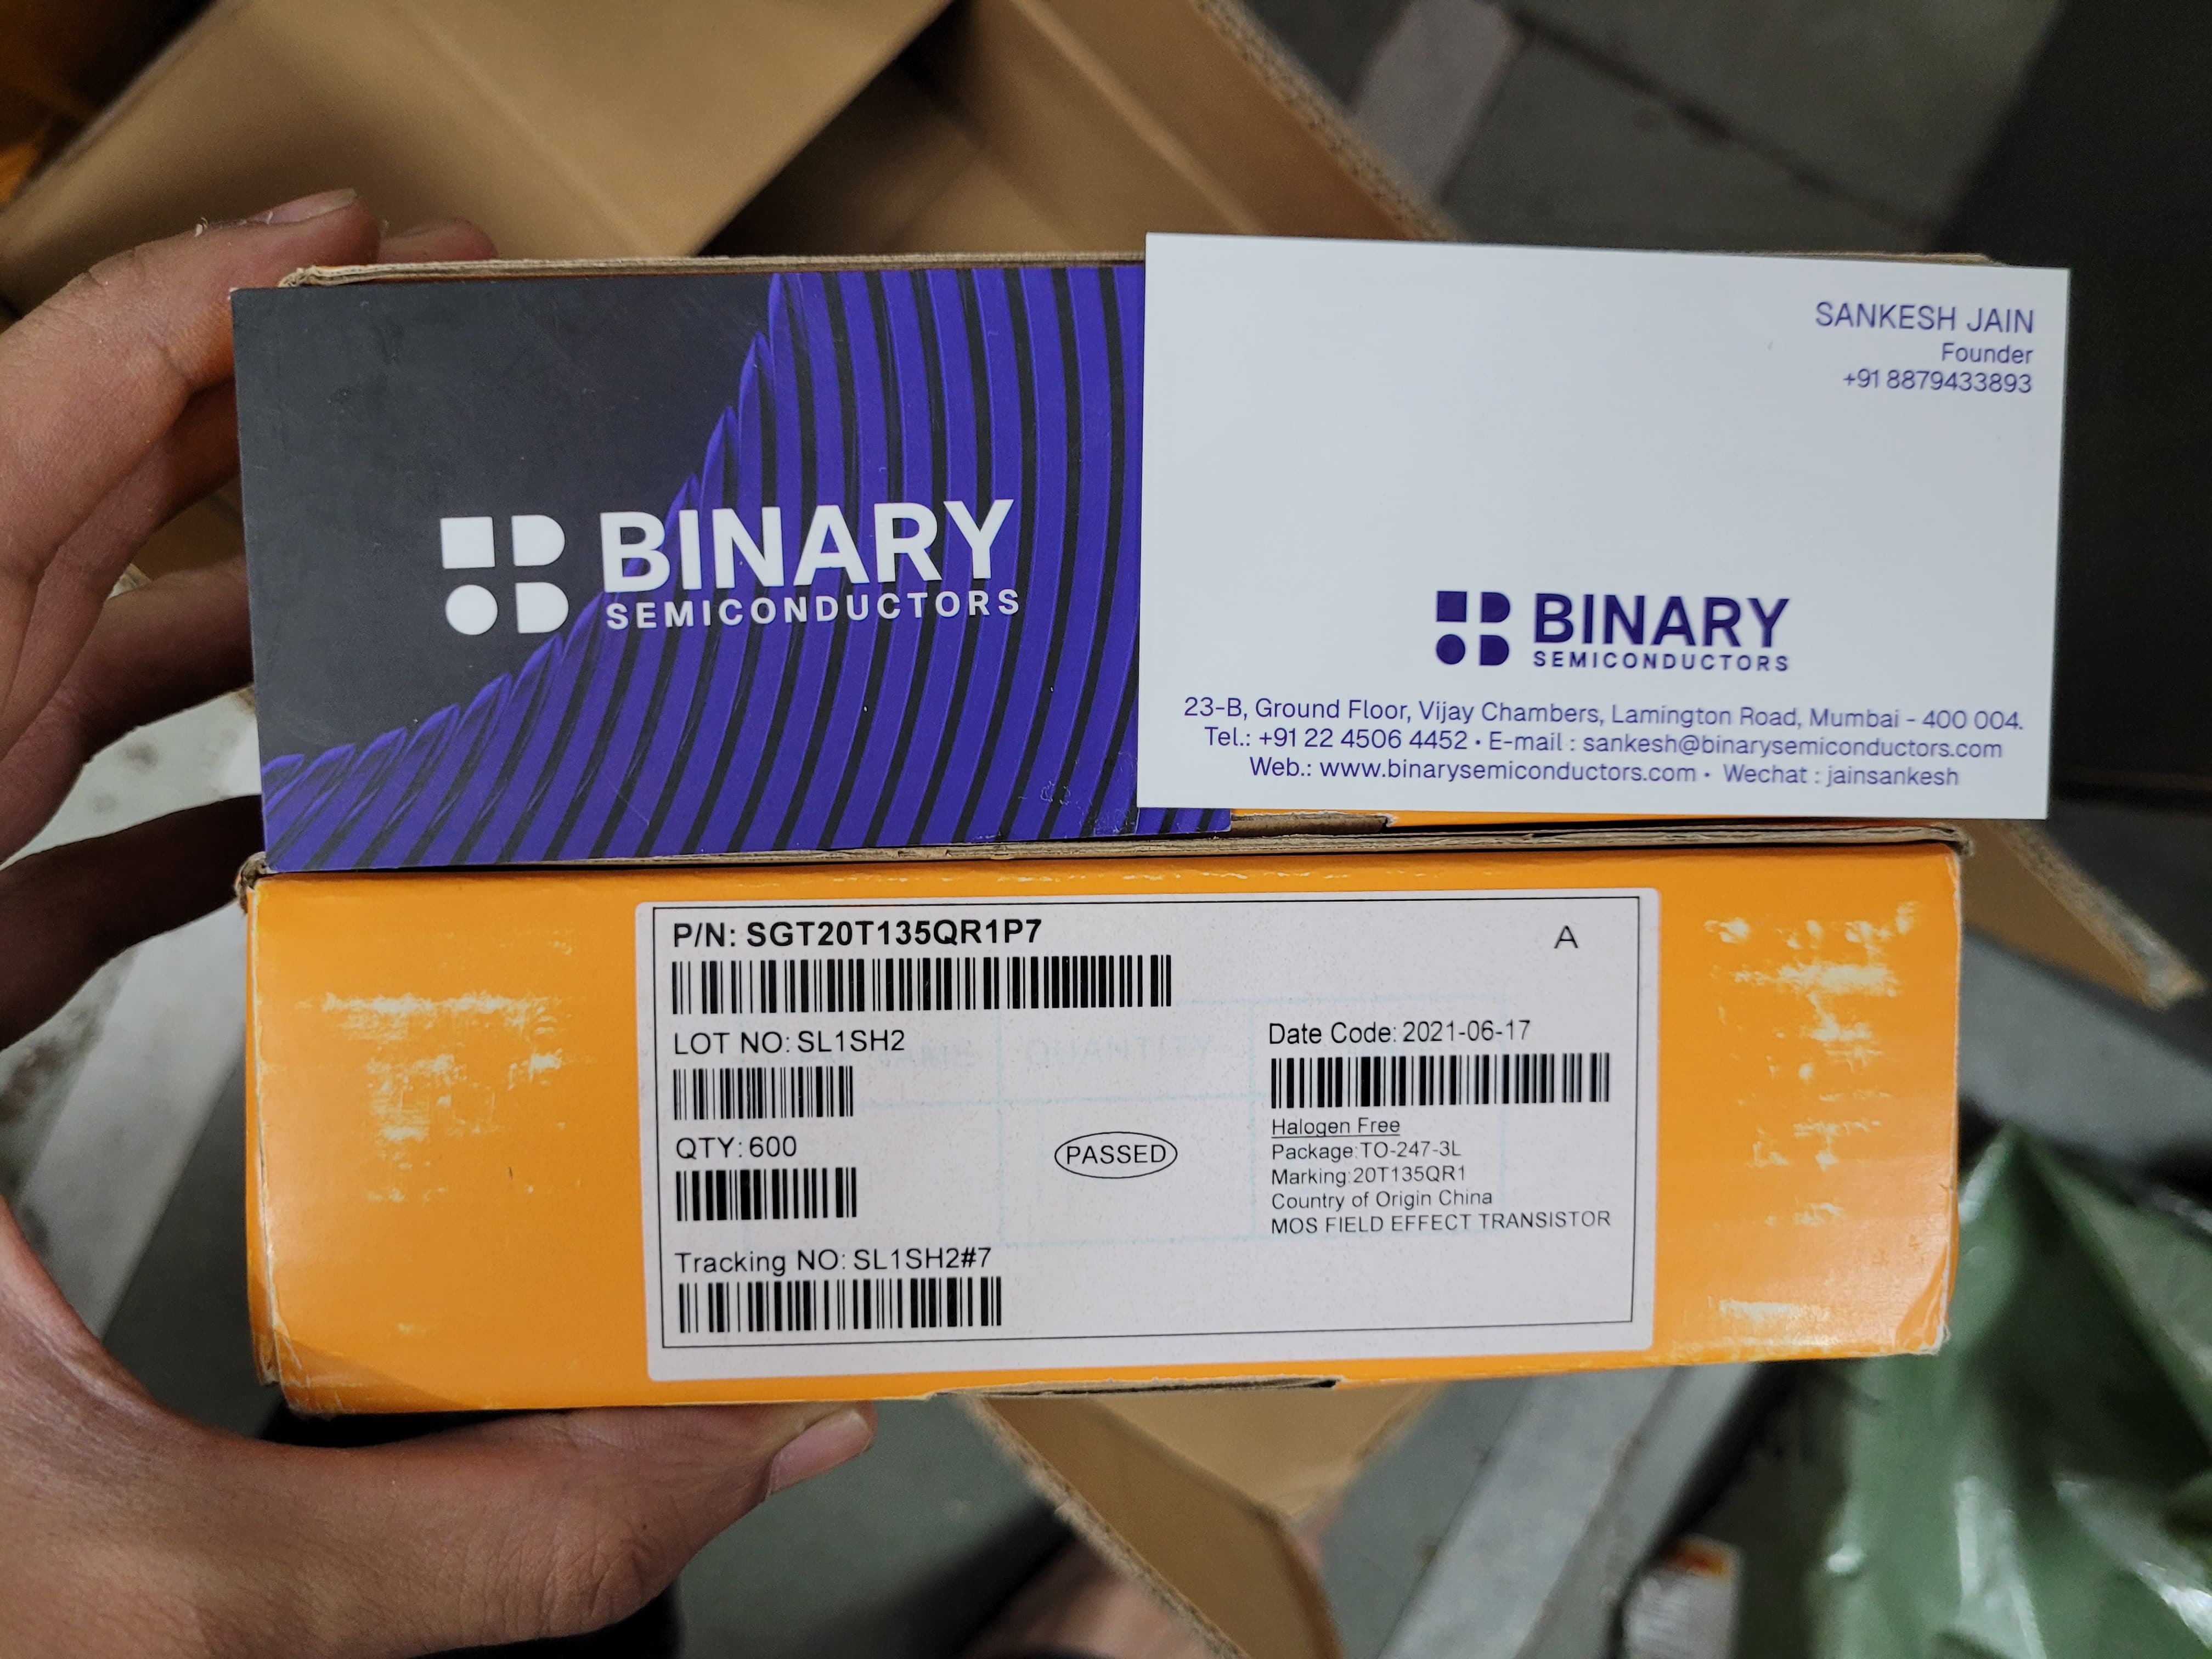 BINARY
SEMICONDUCTORS
SANKESH JAIN
Founder
+91 8879433893
BINARY
SEMICONDUCTORS
23-B, Ground Floor, Vijay Chambers, Lamington Road, Mumbai - 400 004.
Tel.: +91 22 4506 4452 • E-mail : sankesh@binarysemiconductors.com
Web.: www.binarysemiconductors.com • Wechat : jainsankesh
P/N: SGT20T135QR1P7
A
LOT NO: SL1SH2
Date Code: 2021-06-17
QUANTITY
QTY: 600
PASSED
Halogen Free
Package:TO-247-3L
Marking:20T135QR1
Country of Origin China
MOS FIELD EFFECT TRANSISTOR
Tracking NO: SL1SH2#7